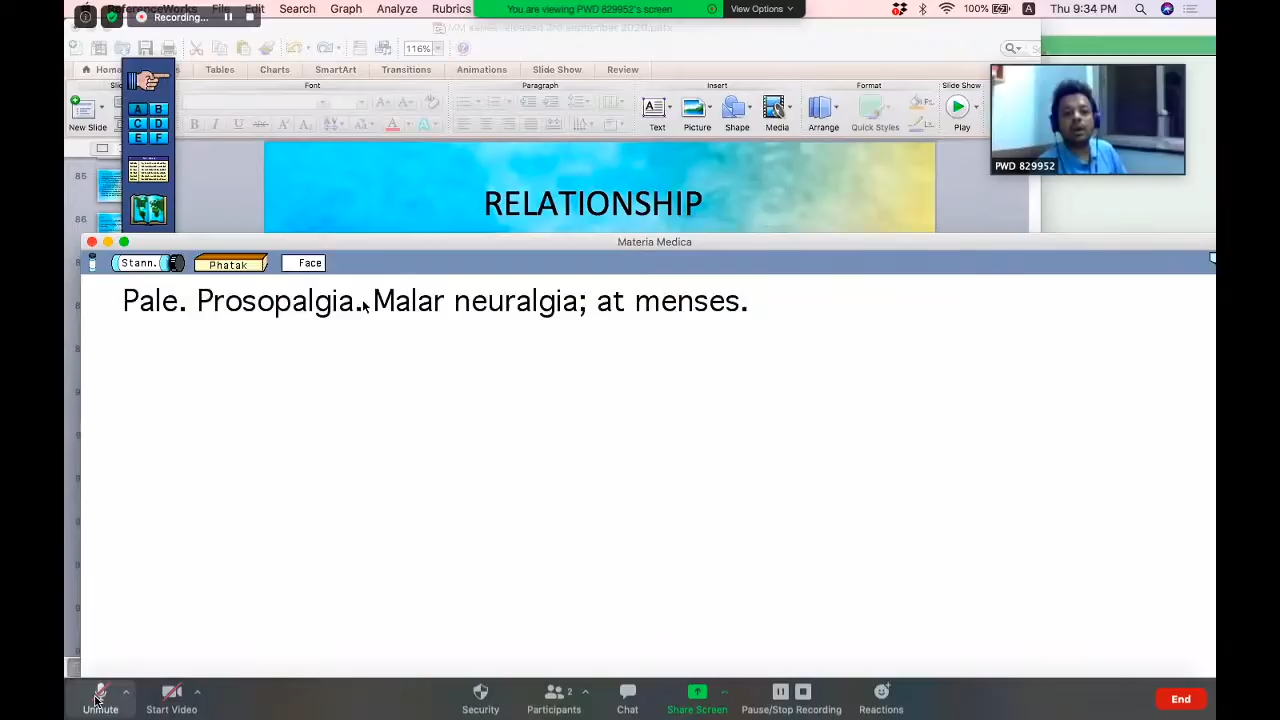 ReferenceWorks File Edit Search Graph Analyze Rubrics
Recording...
You are viewing PWD 829952's screen
View Options
100%
Thu 9:34 PM
116%
Home Tables Charts SmartArt Transitions Animations Slide Show Review
Font Paragraph Insert Format Slide Show
New Slide
B I U
Text Picture Shape Media Arrange Quick Styles Play
A B
C D
E F
PWD 829952
85
86
RELATIONSHIP
Materia Medica
Stann. Phatak Face
Pale. Prosopalgia. Malar neuralgia; at menses.
Unmute Start Video Security Participants 2 Chat Share Screen Pause/Stop Recording Reactions End